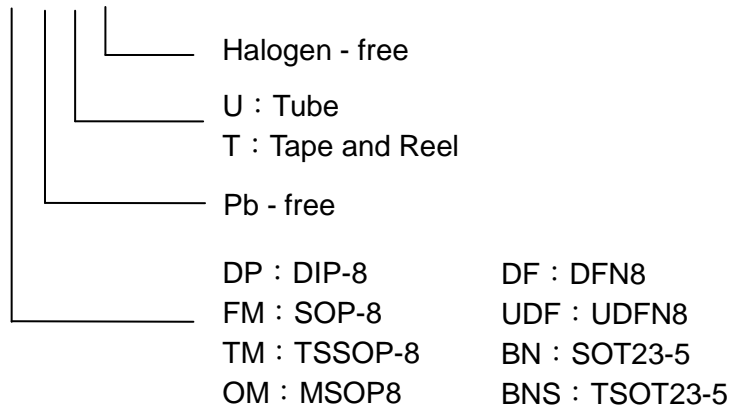 Halogen - free
U：Tube
T：Tape and Reel
Pb - free
DP：DIP-8 DF：DFN8
FM：SOP-8 UDF：UDFN8
TM：TSSOP-8 BN：SOT23-5
OM：MSOP8 BNS：TSOT23-5